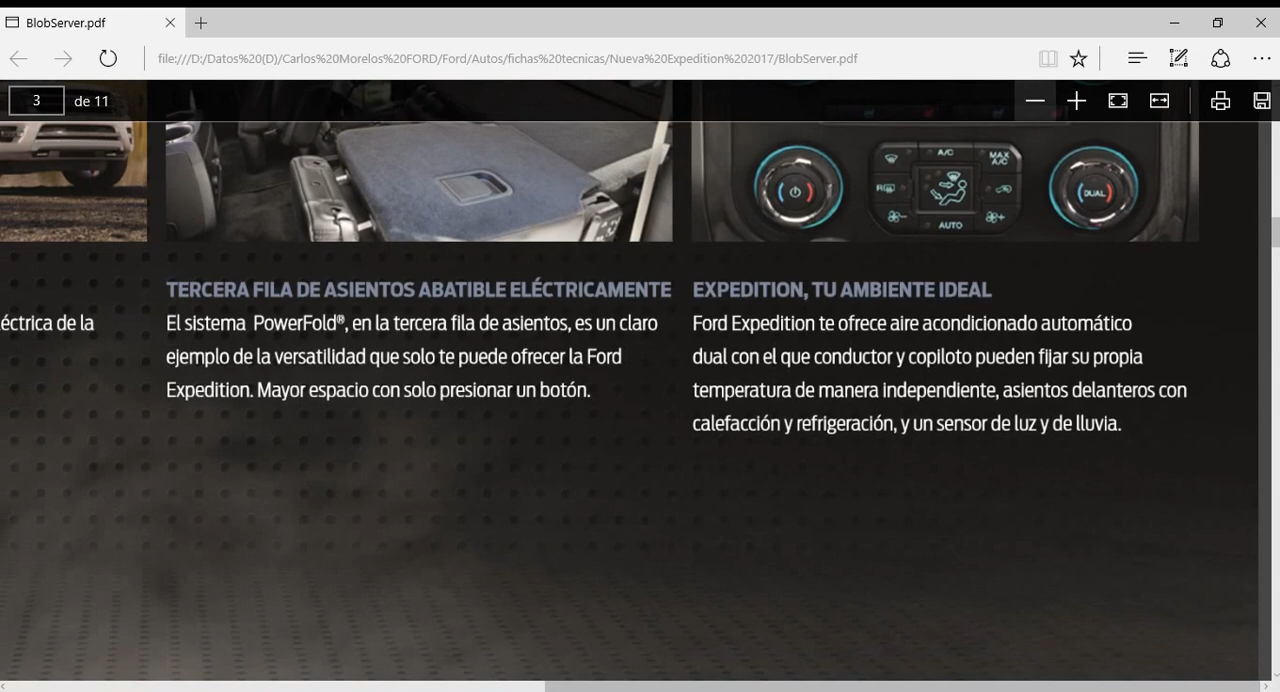 BlobServer.pdf
file:///D:/Datos%20(D)/Carlos%20Morelos%20FORD/Ford/Autos/fichas%20tecnicas/Nueva%20Expedition%202017/BlobServer.pdf
3 de 11
A/C
MAX A/C
R
DUAL
AUTO
éctrica de la
TERCERA FILA DE ASIENTOS ABATIBLE ELÉCTRICAMENTE
El sistema PowerFold®, en la tercera fila de asientos, es un claro
ejemplo de la versatilidad que solo te puede ofrecer la Ford
Expedition. Mayor espacio con solo presionar un botón.
EXPEDITION, TU AMBIENTE IDEAL
Ford Expedition te ofrece aire acondicionado automático
dual con el que conductor y copiloto pueden fijar su propia
temperatura de manera independiente, asientos delanteros con
calefacción y refrigeración, y un sensor de luz y de lluvia.